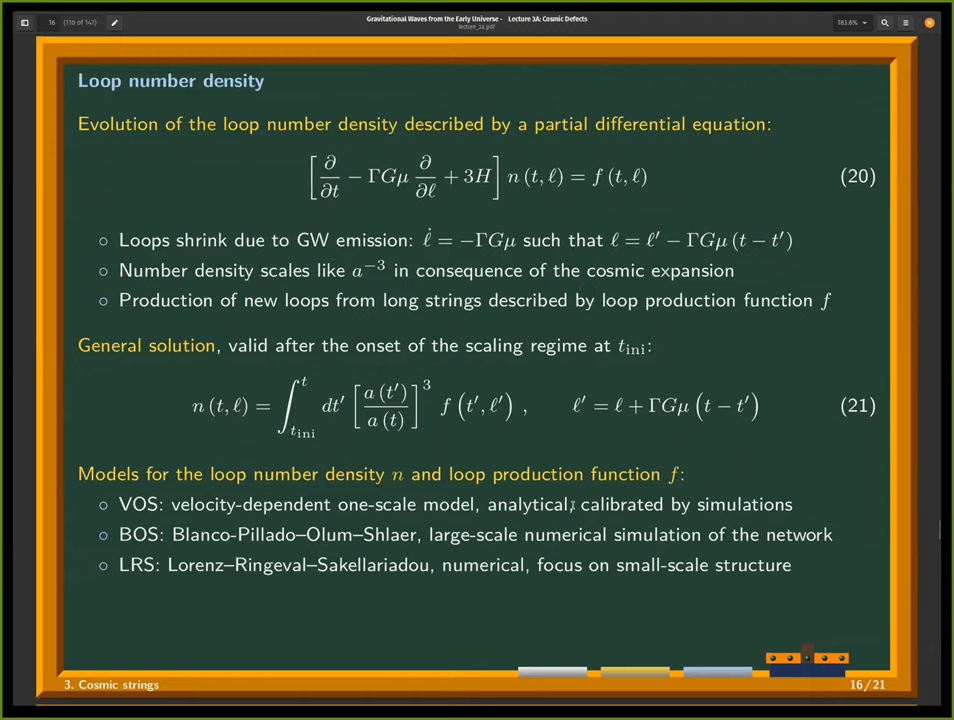 16 (110 of 147)
Gravitational Waves from the Early Universe - Lecture 3A: Cosmic Defects
lecture_3a.pdf
183.6%
Loop number density
Evolution of the loop number density described by a partial differential equation:
[∂/∂t − ΓGμ ∂/∂ℓ + 3H] n (t, ℓ) = f (t, ℓ) (20)
○ Loops shrink due to GW emission: ℓ̇ = −ΓGμ such that ℓ = ℓ′ − ΓGμ (t − t′)
○ Number density scales like a⁻³ in consequence of the cosmic expansion
○ Production of new loops from long strings described by loop production function f
General solution, valid after the onset of the scaling regime at t_ini:
n (t, ℓ) = ∫_{t_ini}^{t} dt′ [a (t′)/a (t)]³ f (t′, ℓ′) , ℓ′ = ℓ + ΓGμ (t − t′) (21)
Models for the loop number density n and loop production function f:
○ VOS: velocity-dependent one-scale model, analytical, calibrated by simulations
○ BOS: Blanco-Pillado–Olum–Shlaer, large-scale numerical simulation of the network
○ LRS: Lorenz–Ringeval–Sakellariadou, numerical, focus on small-scale structure
3. Cosmic strings 16/21